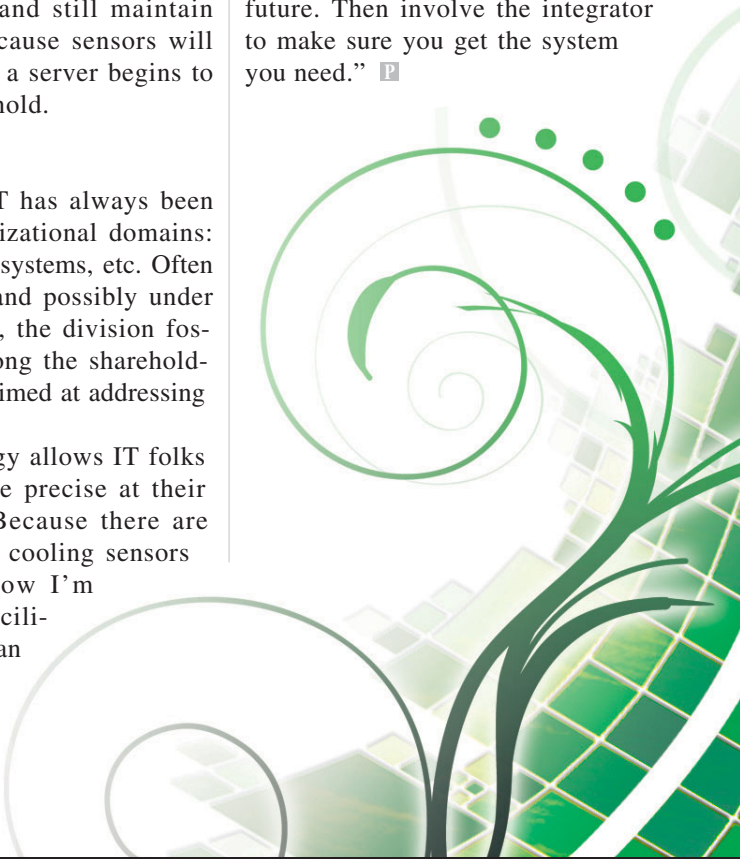 and still maintain
cause sensors will
a server begins to
hold.
T has always been
izational domains:
systems, etc. Often
and possibly under
, the division fos-
ong the sharehold-
imed at addressing
gy allows IT folks
e precise at their
Because there are
cooling sensors
ow I'm
cili-
an
future. Then involve the integrator
to make sure you get the system
you need.” P